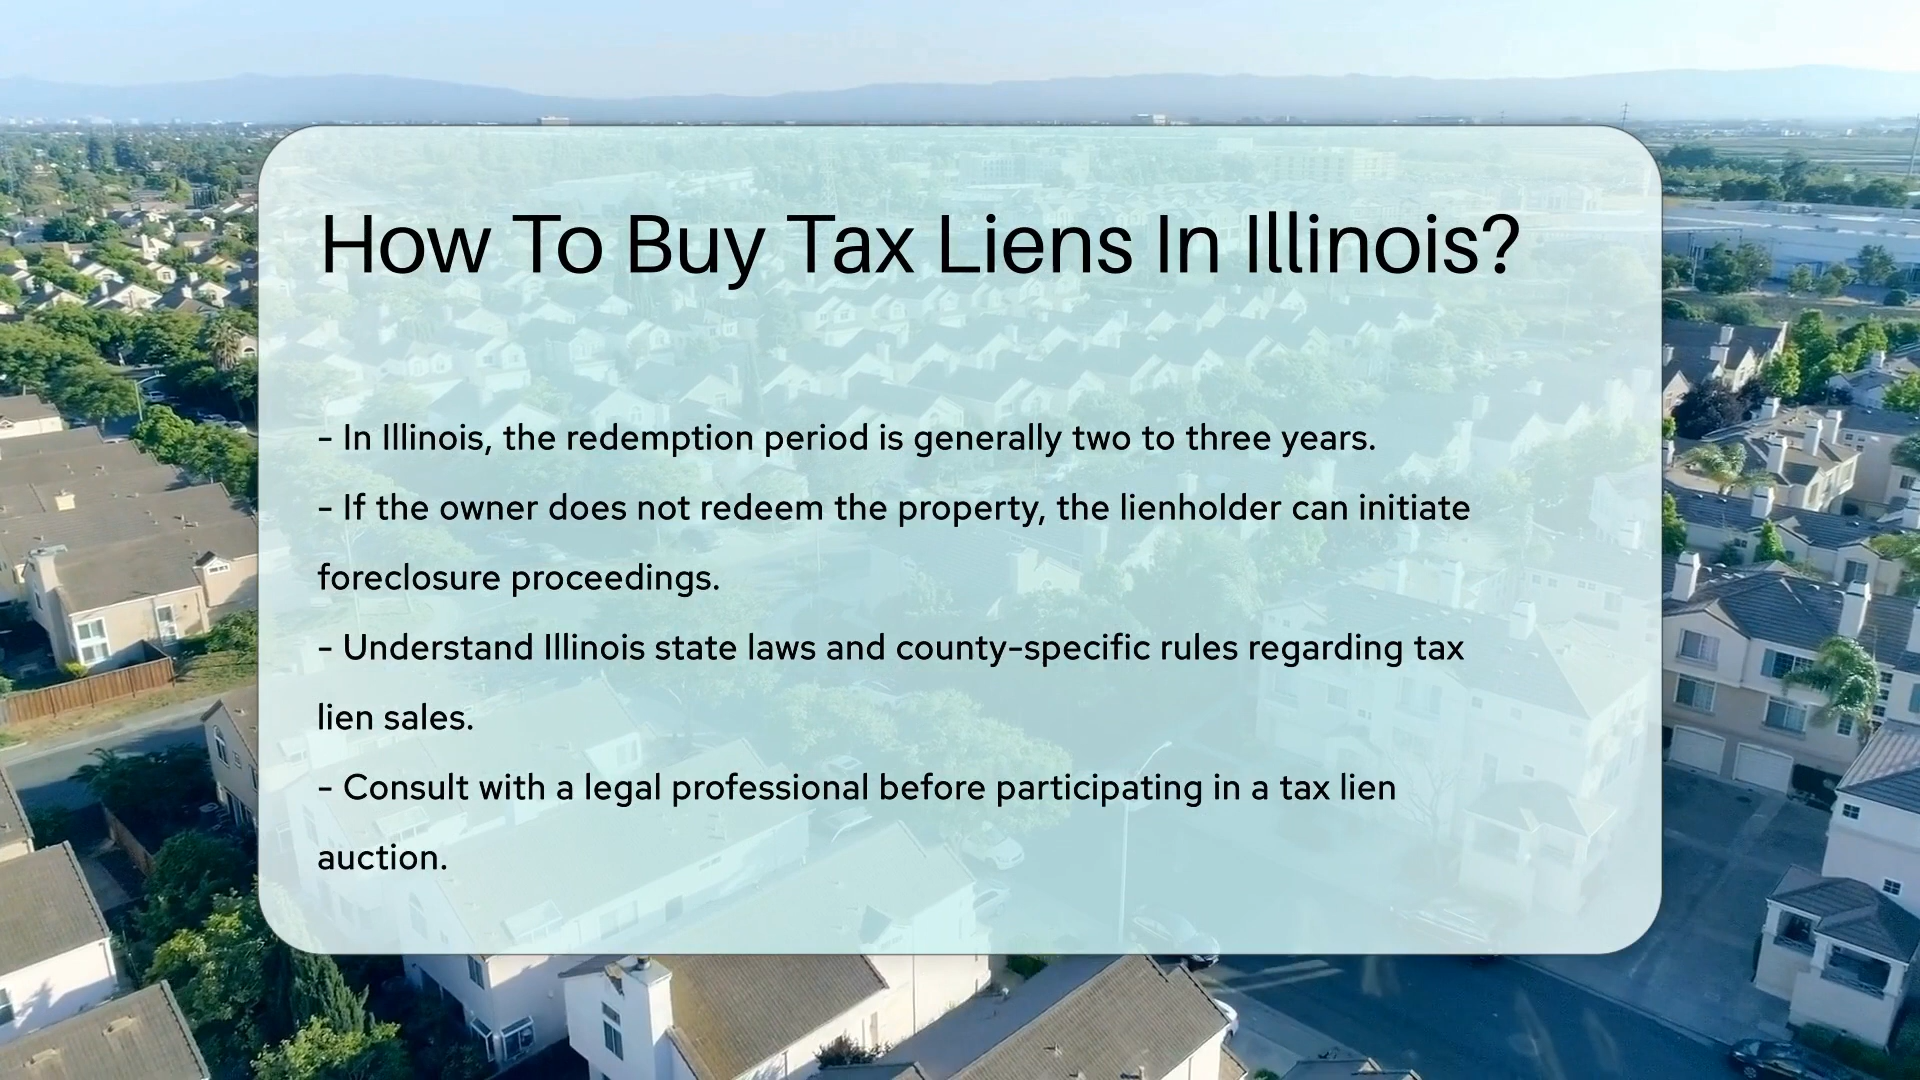 How To Buy Tax Liens In Illinois?
- In Illinois, the redemption period is generally two to three years.
- If the owner does not redeem the property, the lienholder can initiate
foreclosure proceedings.
- Understand Illinois state laws and county-specific rules regarding tax
lien sales.
- Consult with a legal professional before participating in a tax lien
auction.